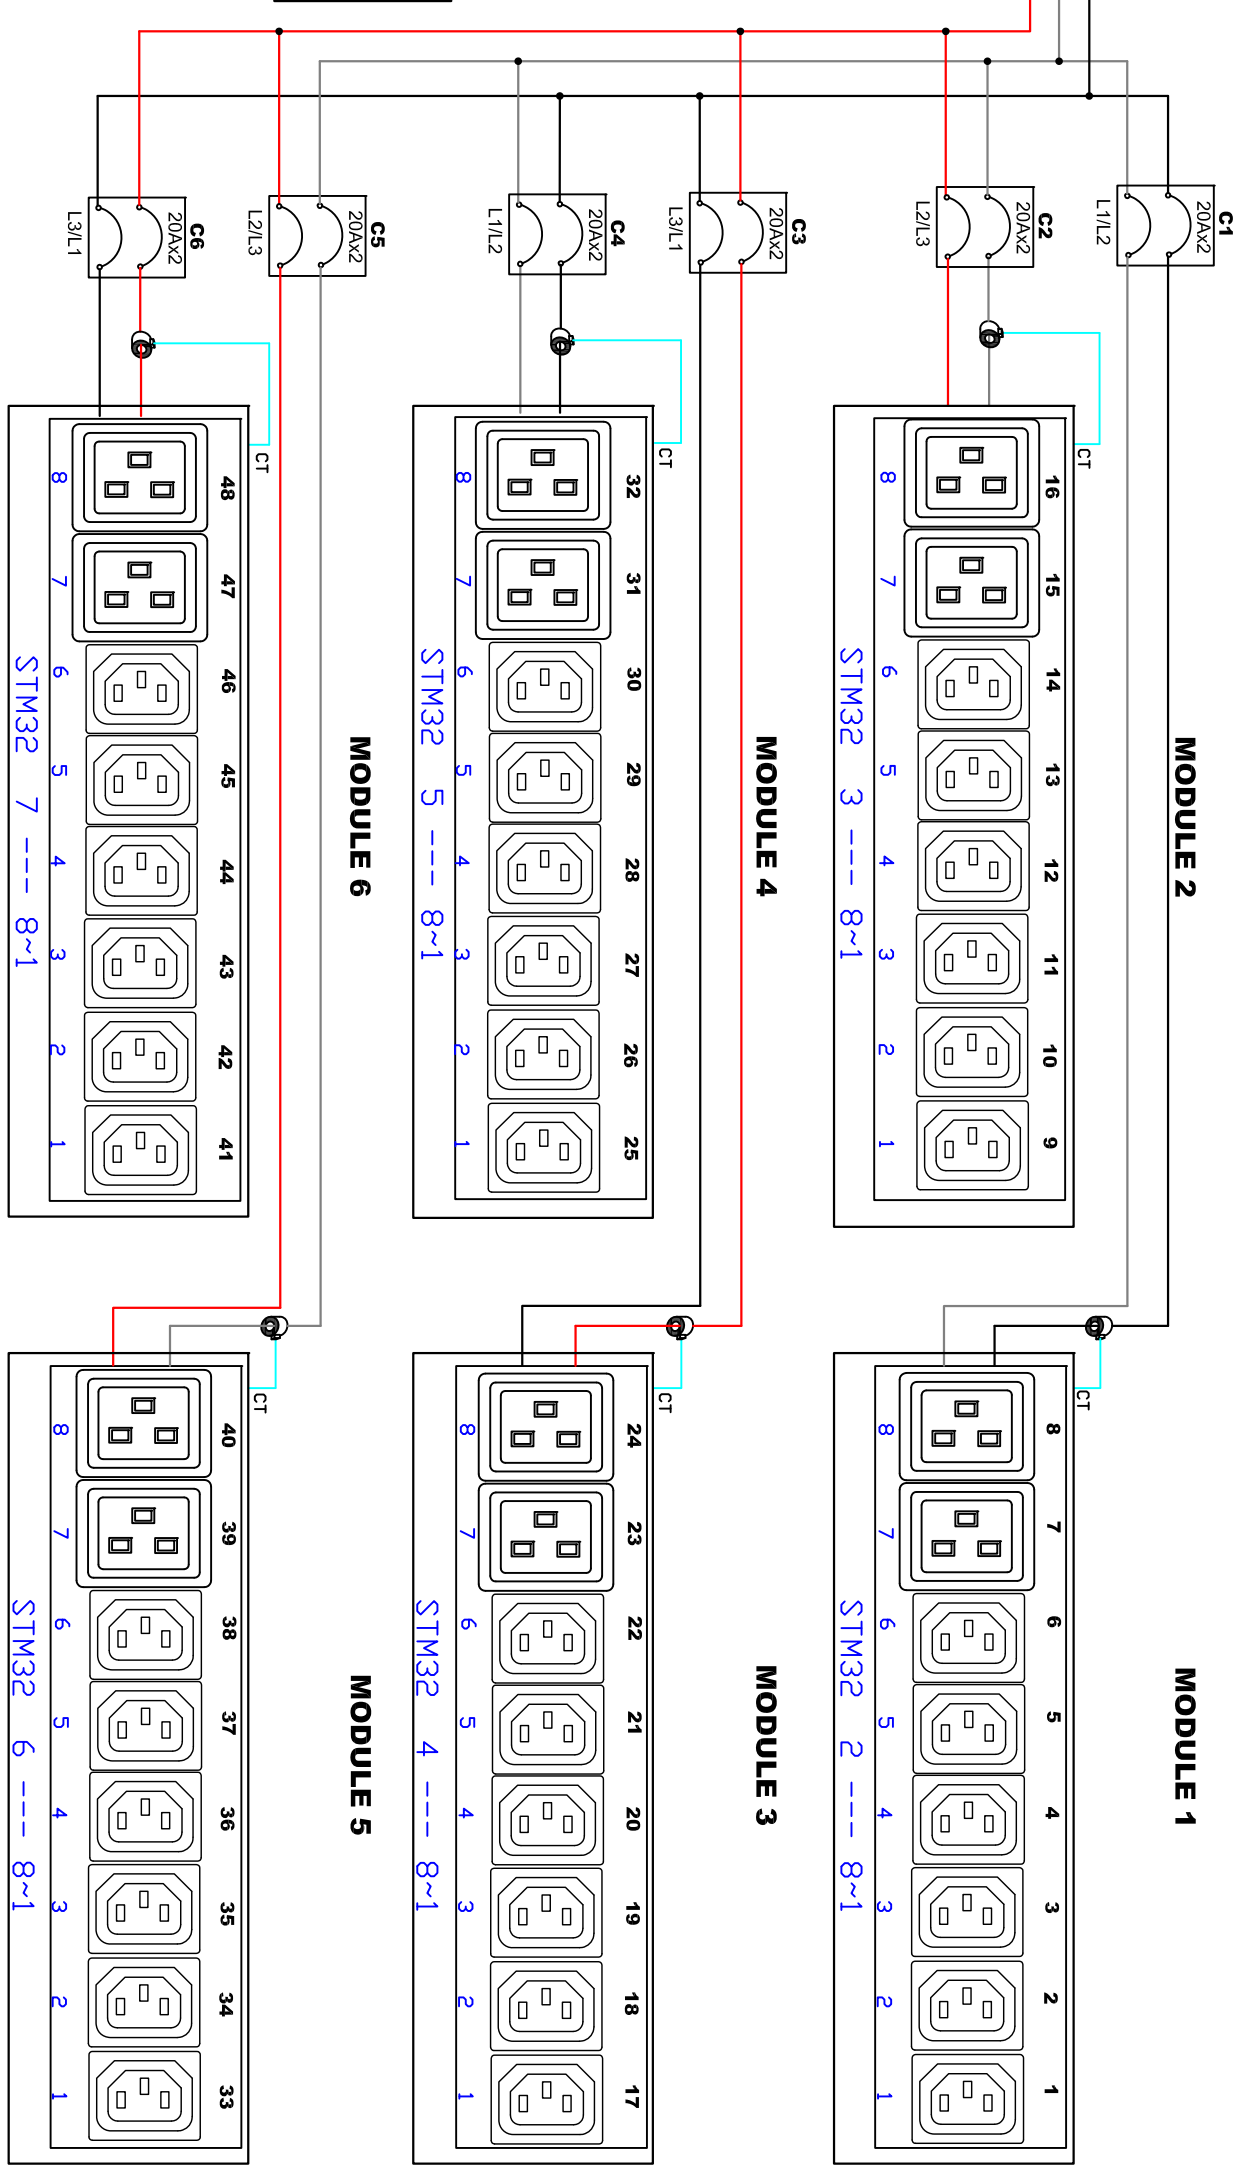 C1
20Ax2
L1/L2
C2
20Ax2
L2/L3
C3
20Ax2
L3/L1
C4
20Ax2
L1/L2
C5
20Ax2
L2/L3
C6
20Ax2
L3/L1
MODULE 2
CT
16 15 14 13 12 11 10 9
8 7 6 5 4 3 2 1
STM32 3 --- 8~1
MODULE 4
CT
32 31 30 29 28 27 26 25
8 7 6 5 4 3 2 1
STM32 5 --- 8~1
MODULE 6
CT
48 47 46 45 44 43 42 41
8 7 6 5 4 3 2 1
STM32 7 --- 8~1
MODULE 1
CT
8 7 6 5 4 3 2 1
8 7 6 5 4 3 2 1
STM32 2 --- 8~1
MODULE 3
CT
24 23 22 21 20 19 18 17
8 7 6 5 4 3 2 1
STM32 4 --- 8~1
MODULE 5
CT
40 39 38 37 36 35 34 33
8 7 6 5 4 3 2 1
STM32 6 --- 8~1